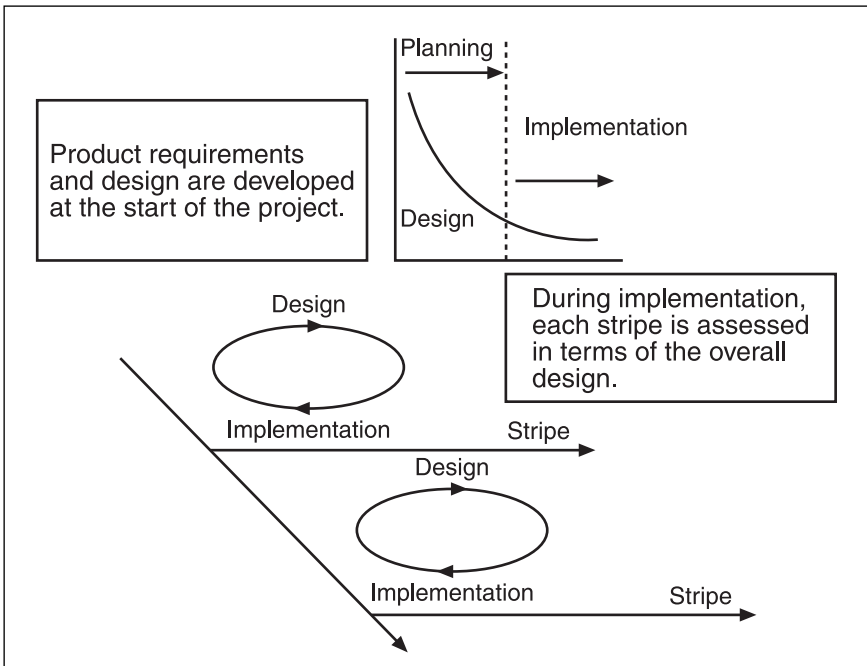 Planning
Product requirements
and design are developed
at the start of the project.
Implementation
Design
During implementation,
each stripe is assessed
in terms of the overall
design.
Design
Implementation
Stripe
Design
Implementation
Stripe